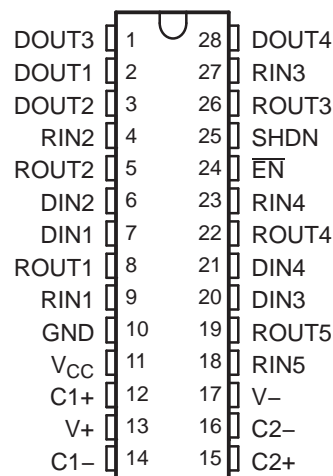 DOUT3 1 28 DOUT4
DOUT1 2 27 RIN3
DOUT2 3 26 ROUT3
RIN2 4 25 SHDN
ROUT2 5 24 E̅N̅
DIN2 6 23 RIN4
DIN1 7 22 ROUT4
ROUT1 8 21 DIN4
RIN1 9 20 DIN3
GND 10 19 ROUT5
VCC 11 18 RIN5
C1+ 12 17 V−
V+ 13 16 C2−
C1− 14 15 C2+